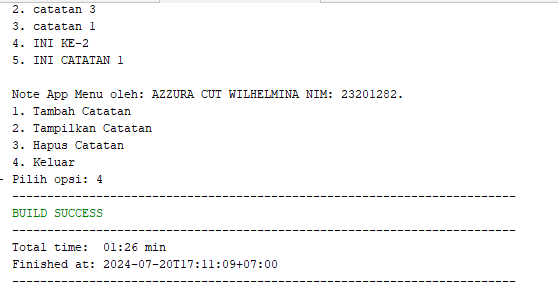 2. catatan 3
3. catatan 1
4. INI KE-2
5. INI CATATAN 1
Note App Menu oleh: AZZURA CUT WILHELMINA NIM: 23201282.
1. Tambah Catatan
2. Tampilkan Catatan
3. Hapus Catatan
4. Keluar
Pilih opsi: 4
------------------------------------------------------------------------
BUILD SUCCESS
------------------------------------------------------------------------
Total time:  01:26 min
Finished at: 2024-07-20T17:11:09+07:00
------------------------------------------------------------------------